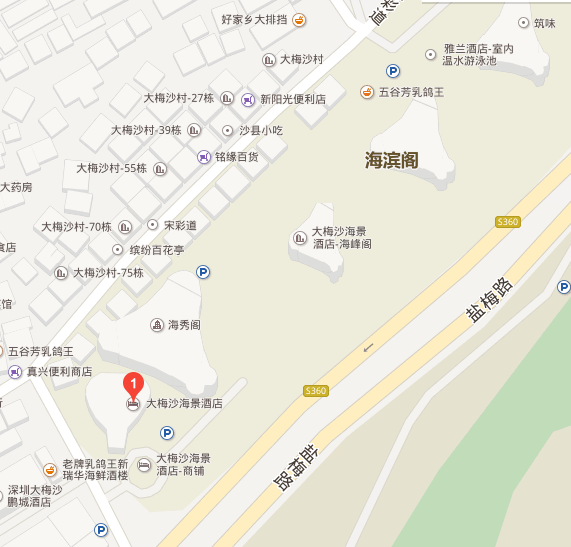 好家乡大排挡
彩道
筑味
雅兰酒店-室内
温水游泳池
大梅沙村
P
五谷芳乳鸽王
大梅沙村-27栋
新阳光便利店
大梅沙村-39栋
沙县小吃
海滨阁
铭缘百货
大梅沙村-55栋
大药房
大梅沙村-70栋
宋彩道
S360
大梅沙海景
酒店-海峰阁
食店
缤纷百花亭
大梅沙村-75栋
P
P
盐梅路
宾馆
海秀阁
五谷芳乳鸽王
真兴便利商店
1
S360
大梅沙海景酒店
P
盐梅路
老牌乳鸽王新
瑞华海鲜酒楼
大梅沙海景
酒店-商铺
深圳大梅沙
鹏城酒店
P